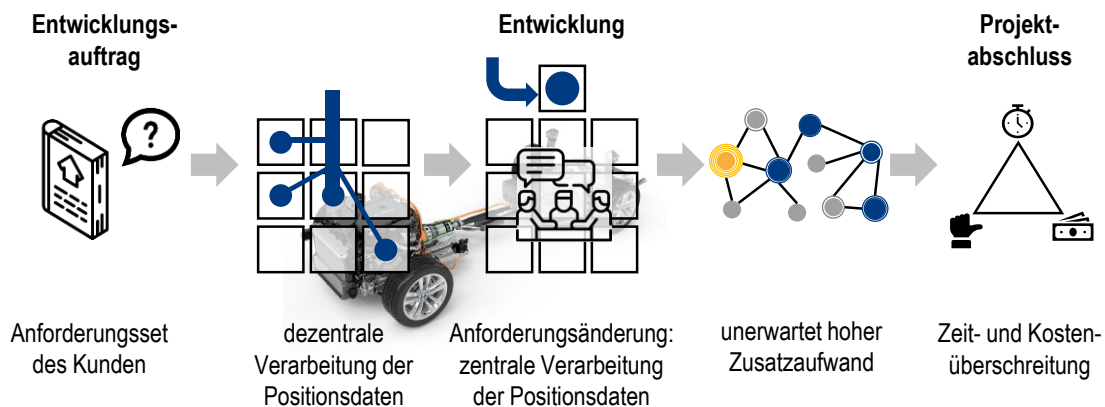 Entwicklungs-
auftrag
Entwicklung
Projekt-
abschluss
?
Anforderungsset
des Kunden
dezentrale
Verarbeitung der
Positionsdaten
Anforderungsänderung:
zentrale Verarbeitung
der Positionsdaten
unerwartet hoher
Zusatzaufwand
Zeit- und Kosten-
überschreitung